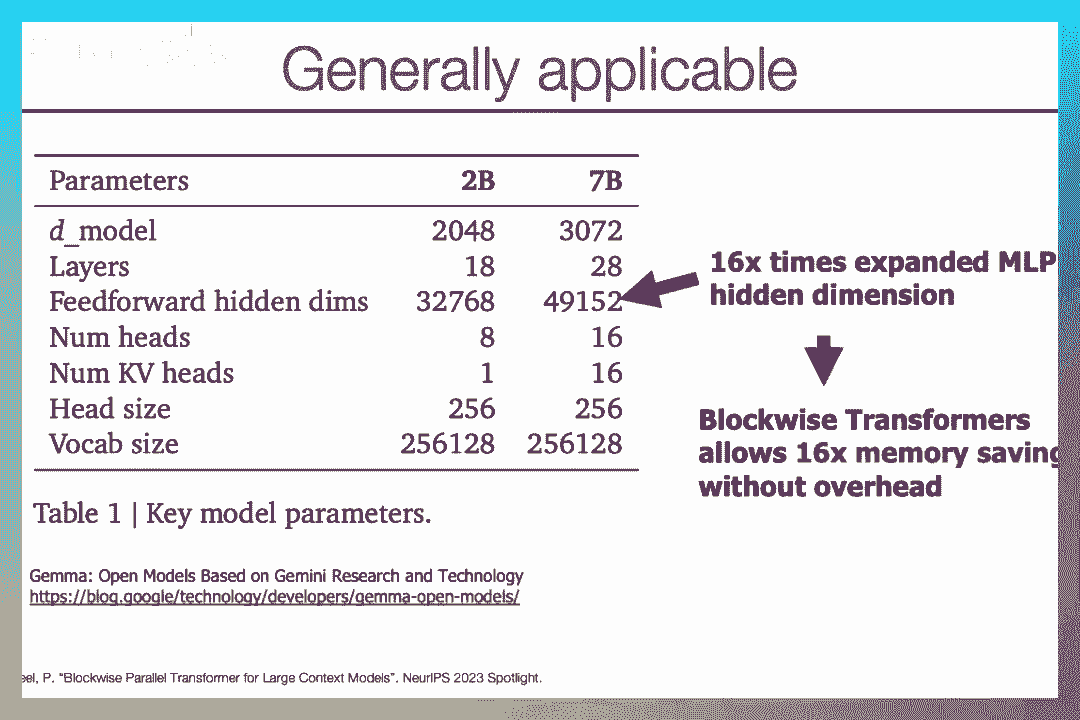 Generally applicable
Parameters 2B 7B
d_model 2048 3072
Layers 18 28
Feedforward hidden dims 32768 49152
Num heads 8 16
Num KV heads 1 16
Head size 256 256
Vocab size 256128 256128
Table 1 | Key model parameters.
16x times expanded MLP
hidden dimension
Blockwise Transformers
allows 16x memory saving
without overhead
Gemma: Open Models Based on Gemini Research and Technology
https://blog.google/technology/developers/gemma-open-models/
P. "Blockwise Parallel Transformer for Large Context Models". NeurIPS 2023 Spotlight.